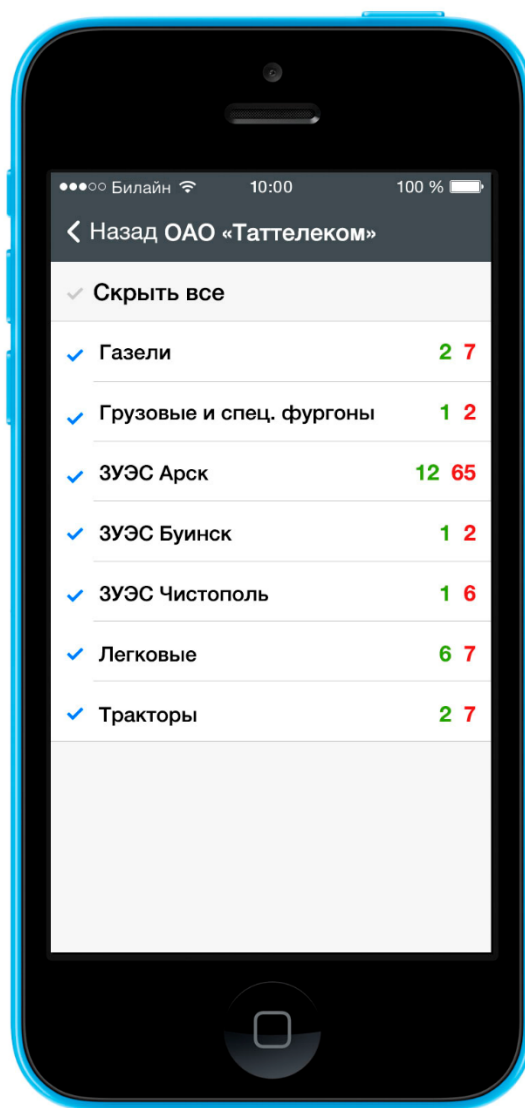 ●●●○○ Билайн 10:00 100 %
Назад ОАО «Таттелеком»
Скрыть все
Газели 2 7
Грузовые и спец. фургоны 1 2
ЗУЭС Арск 12 65
ЗУЭС Буинск 1 2
ЗУЭС Чистополь 1 6
Легковые 6 7
Тракторы 2 7